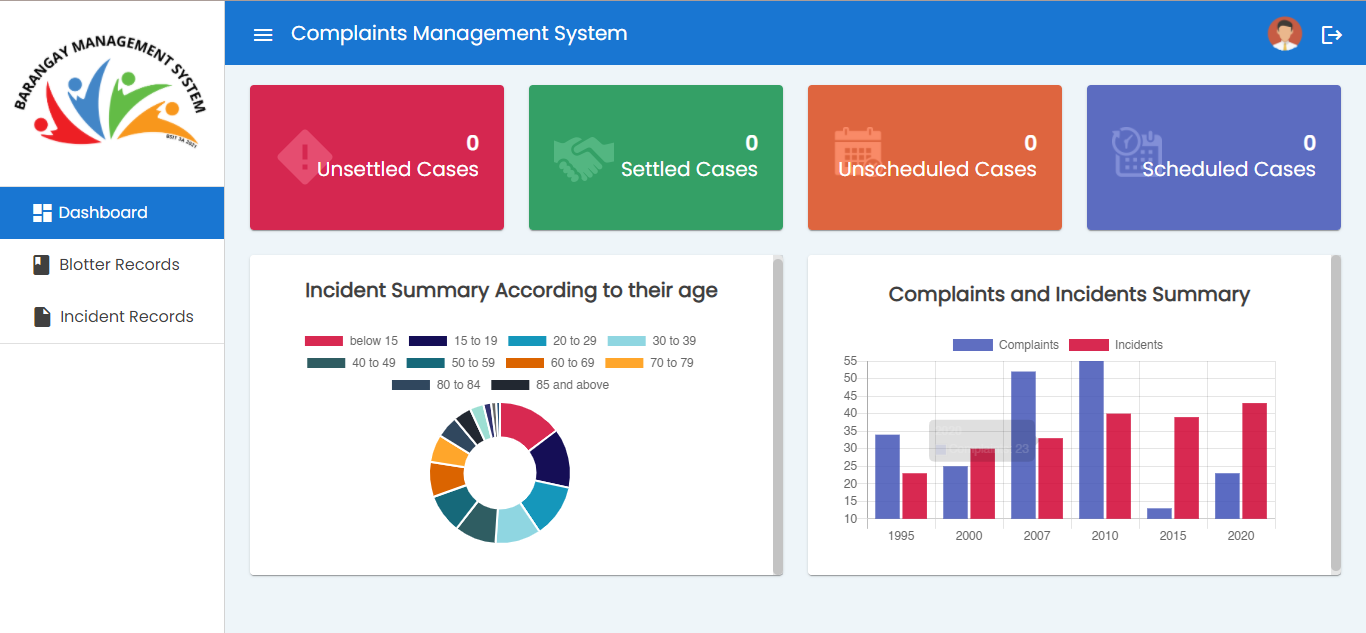 BARANGAY MANAGEMENT SYSTEM
BSIT 3A 2021
Dashboard
Blotter Records
Incident Records
Complaints Management System
0
Unsettled Cases
0
Settled Cases
0
Unscheduled Cases
0
Scheduled Cases
Incident Summary According to their age
below 15 15 to 19 20 to 29 30 to 39
40 to 49 50 to 59 60 to 69 70 to 79
80 to 84 85 and above
Complaints and Incidents Summary
Complaints Incidents
55
50
45
40
35
30
25
20
15
10
23
1995 2000 2007 2010 2015 2020